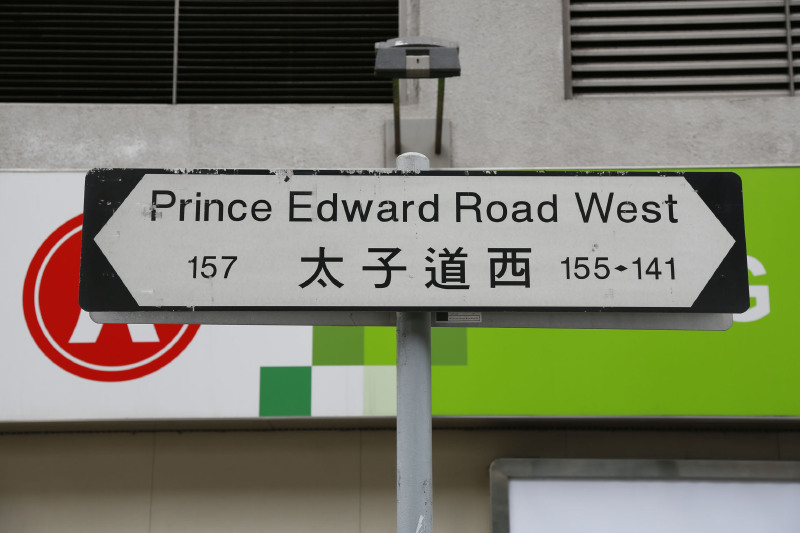 Prince Edward Road West
157 太子道西 155-141
G